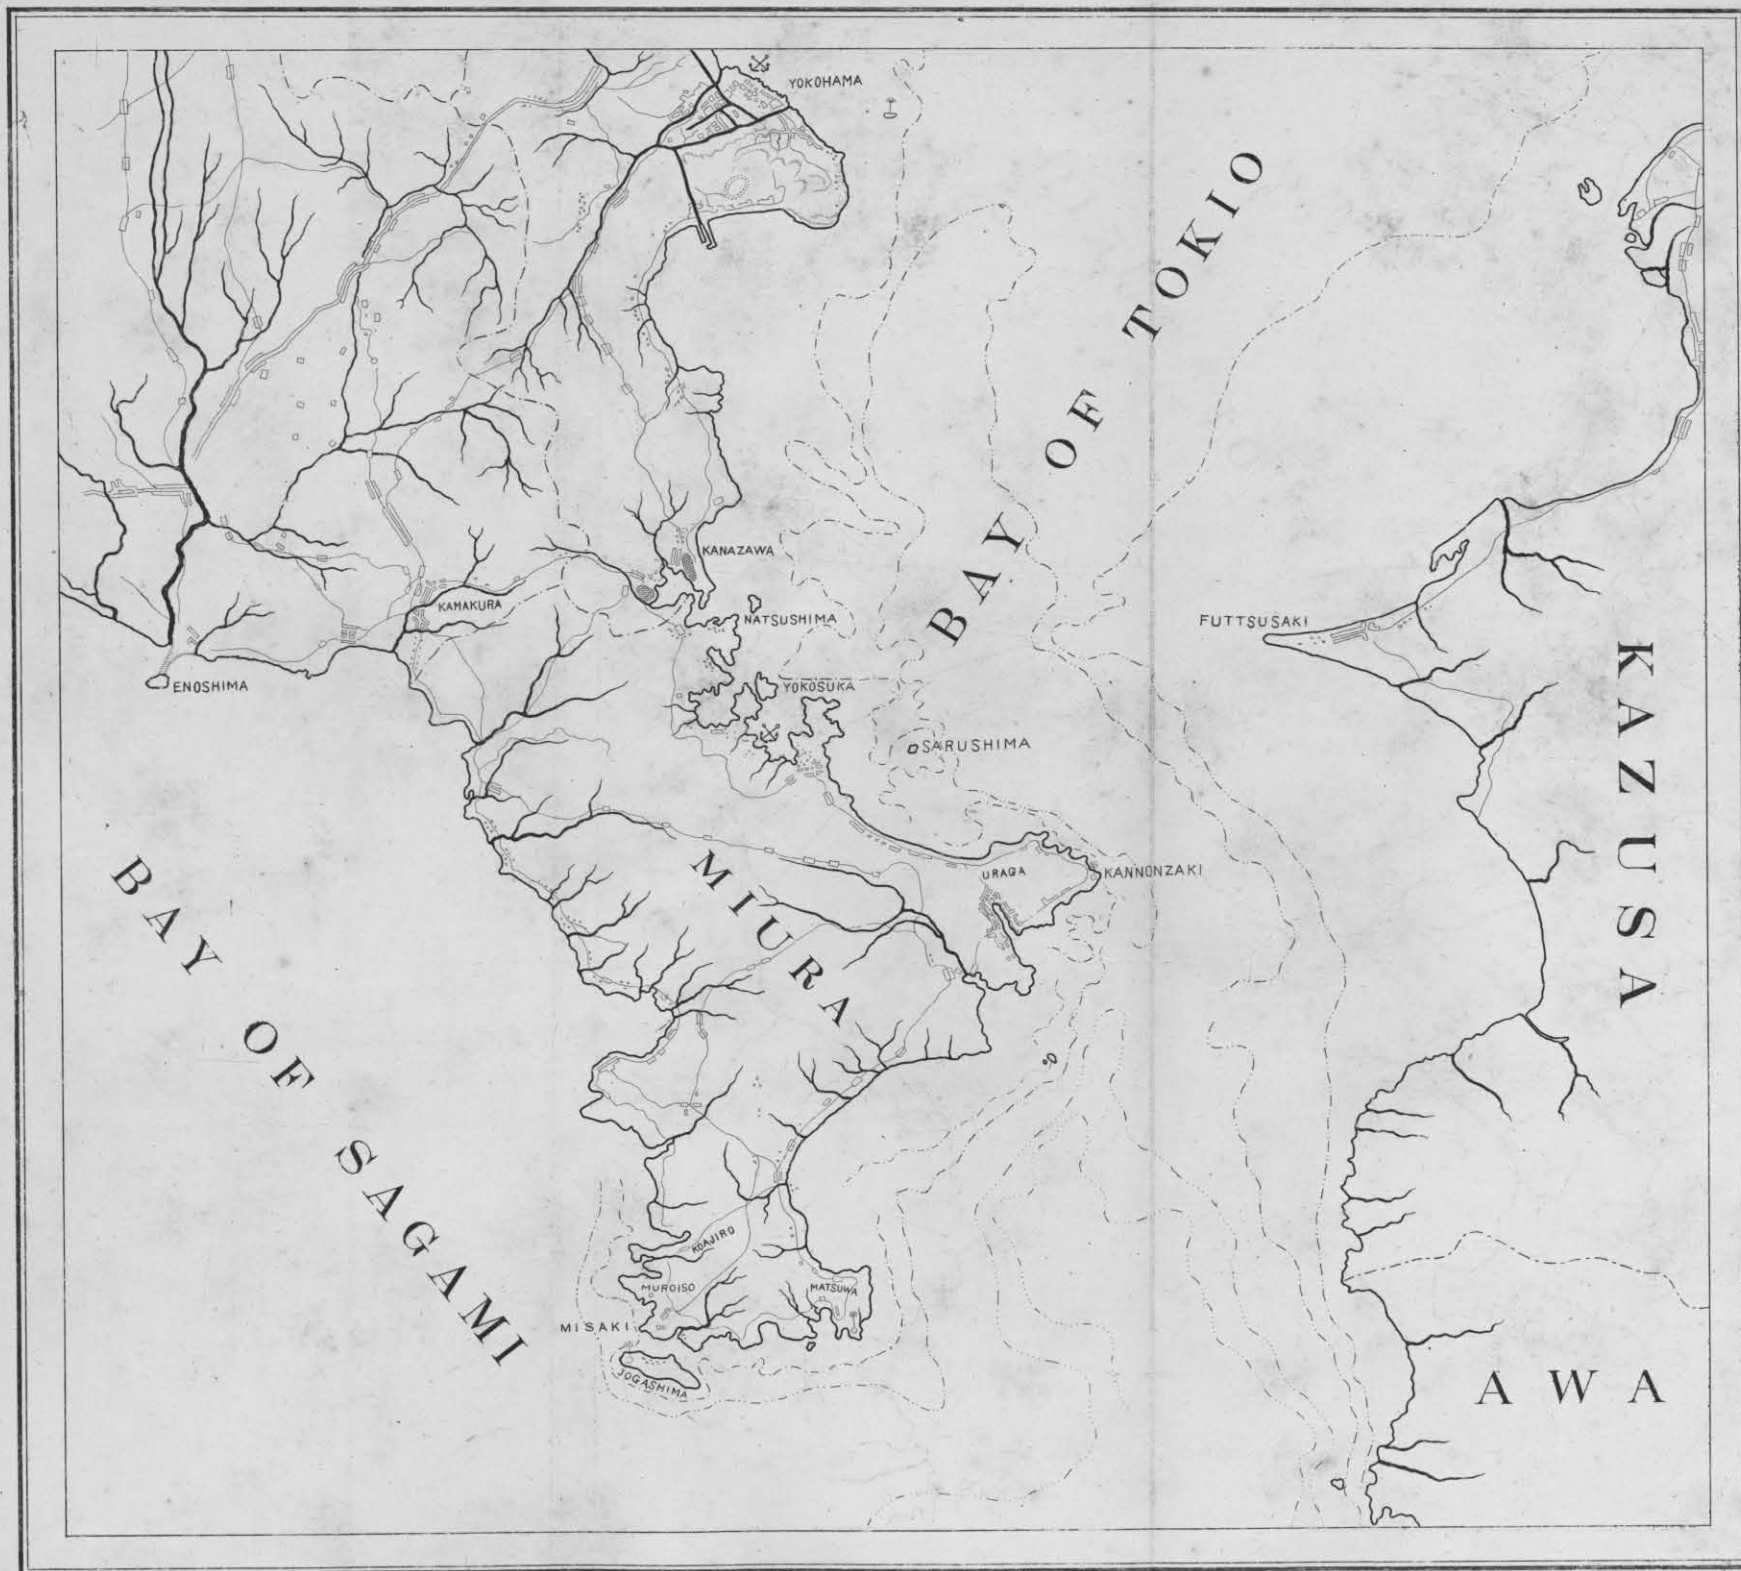 YOKOHAMA
BAY OF TOKIO
KANAZAWA
KAMAKURA
NATSUSHIMA
FUTTSUSAKI
ENOSHIMA
YOKOSUKA
SARUSHIMA
KAZUSA
URAGA
KANNONZAKI
MIURA
BAY OF SAGAMI
KOAJIRO
MUROISO
MATSUWA
MISAKI
JOGASHIMA
AWA